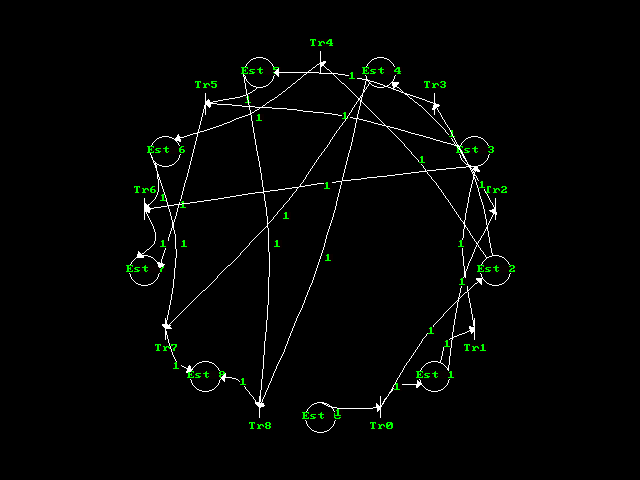 Tr4
Est 5 1 Est 4
Tr5 Tr3
1
1 1
1
Est 6 Est 3
1
Tr6 1 1 Tr2
1 1
1
1 1 1 1
1
Est 7 Est 2
1
1
Tr7 1 Tr1
1
Est 8 1 Est 1
1
1
Tr8 Tr0